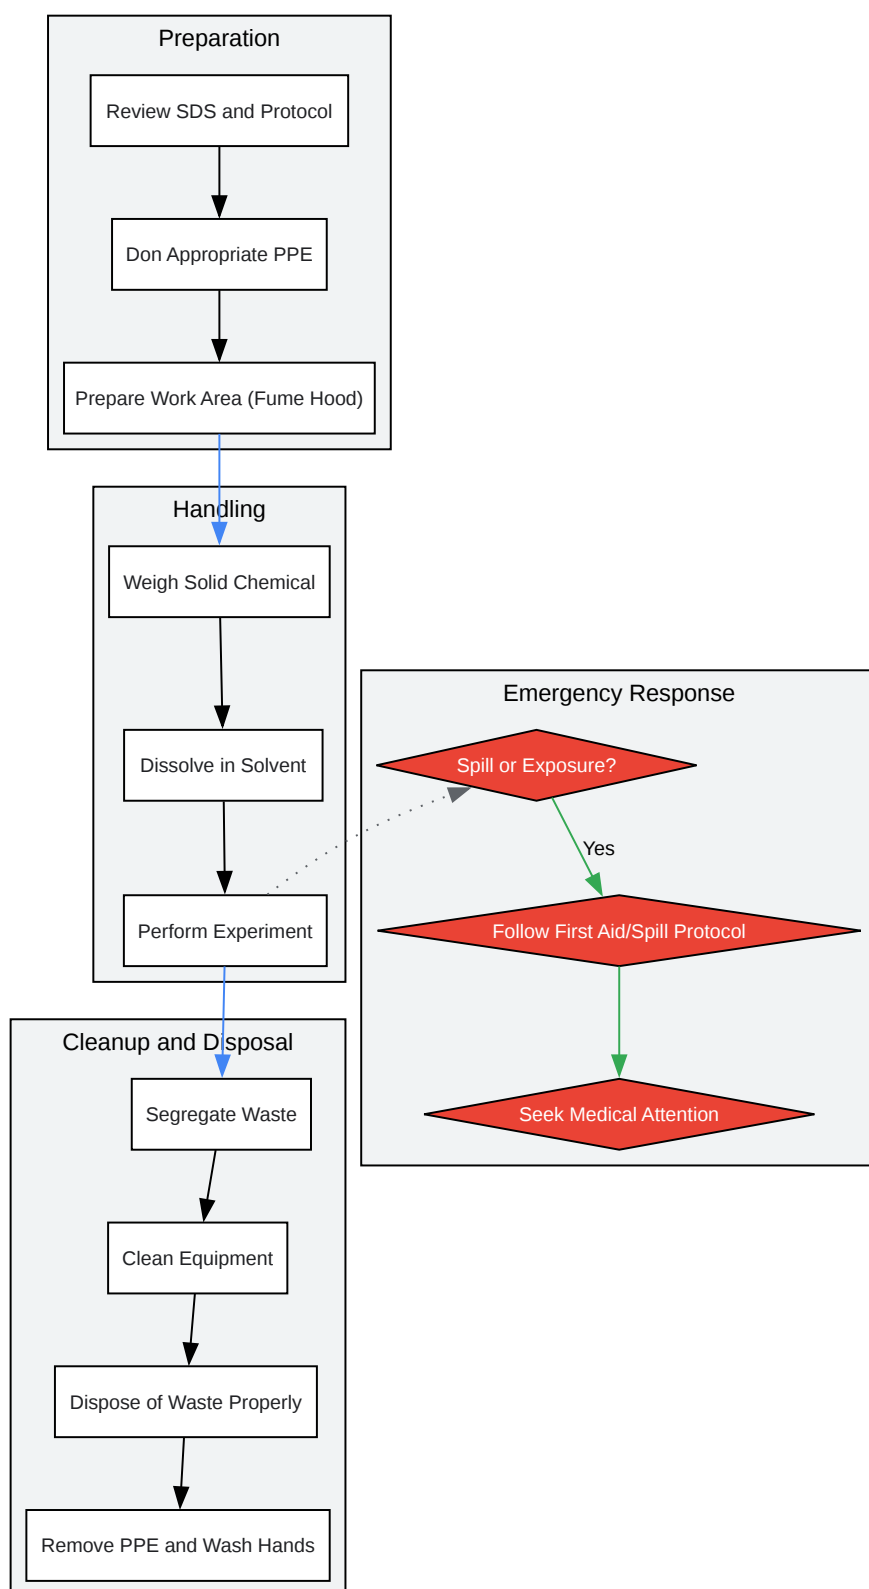 Preparation
Review SDS and Protocol
Don Appropriate PPE
Prepare Work Area (Fume Hood)
Handling
Weigh Solid Chemical
Dissolve in Solvent
Perform Experiment
Emergency Response
Spill or Exposure?
Yes
Follow First Aid/Spill Protocol
Seek Medical Attention
Cleanup and Disposal
Segregate Waste
Clean Equipment
Dispose of Waste Properly
Remove PPE and Wash Hands